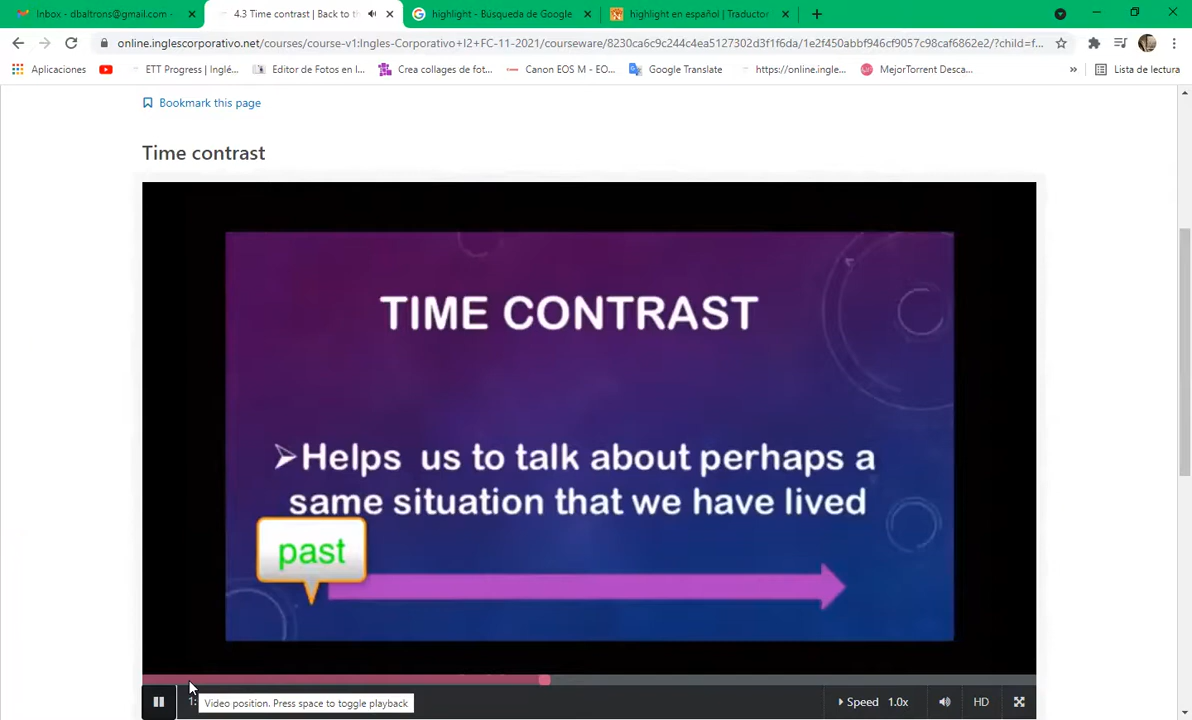 Inbox - dbaltrons@gmail.com -
4.3 Time contrast | Back to th
highlight - Búsqueda de Google
highlight en español | Traductor
online.inglescorporativo.net/courses/course-v1:Ingles-Corporativo+I2+FC-11-2021/courseware/8230ca6c9c244c4ea5127302d3f1f6da/1e2f450abbf946cf9057c98caf6862e2/?child=f...
Aplicaciones
ETT Progress | Inglé...
Editor de Fotos en l...
Crea collages de fot...
Canon EOS M - EO...
Google Translate
https://online.ingle...
MejorTorrent Desca...
»
Lista de lectura
Bookmark this page
Time contrast
TIME CONTRAST
➢Helps us to talk about perhaps a
same situation that we have lived
past
1:
Video position. Press space to toggle playback
Speed 1.0x
HD